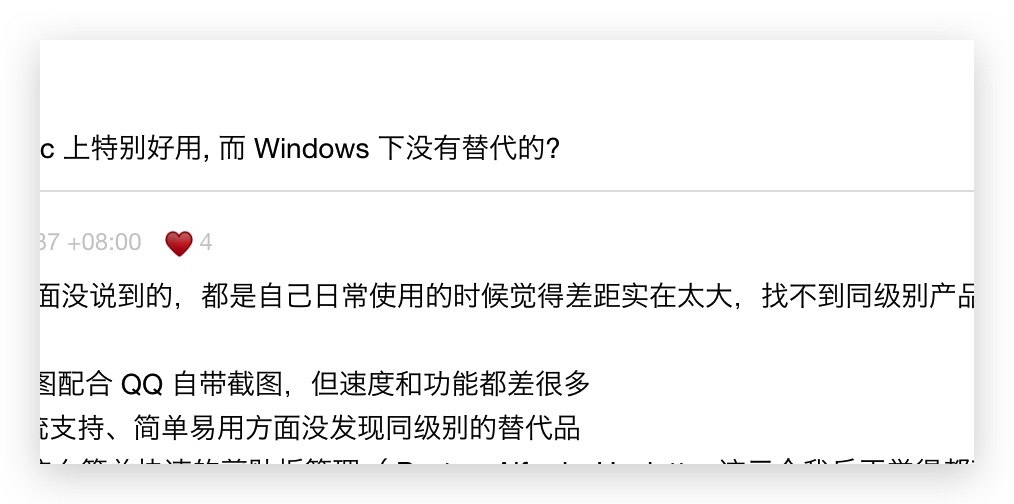 c 上特别好用, 而 Windows 下没有替代的?
37 +08:00 ❤️ 4
面没说到的，都是自己日常使用的时候觉得差距实在太大，找不到同级别产品
图配合 QQ 自带截图，但速度和功能都差很多
统支持、简单易用方面没发现同级别的替代品